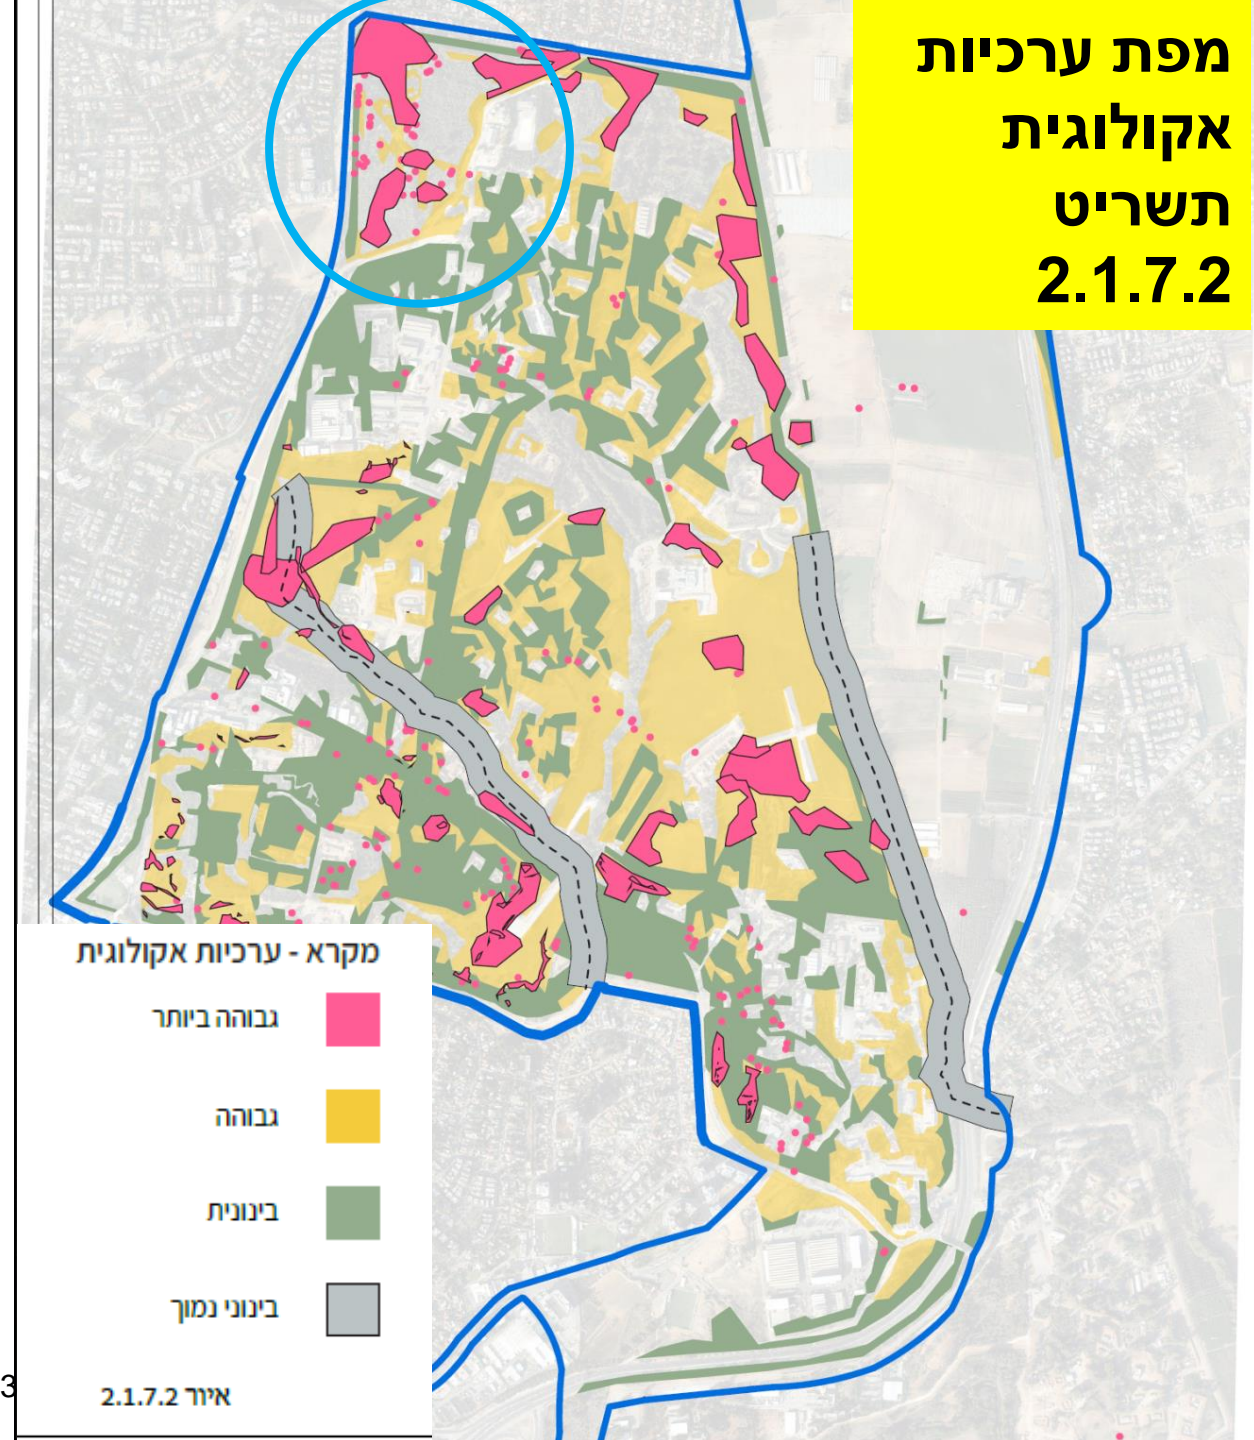 מפת ערכיות
אקולוגית
תשריט
2.1.7.2
מקרא - ערכיות אקולוגית
גבוהה ביותר
גבוהה
בינונית
בינוני נמוך
איור 2.1.7.2
3